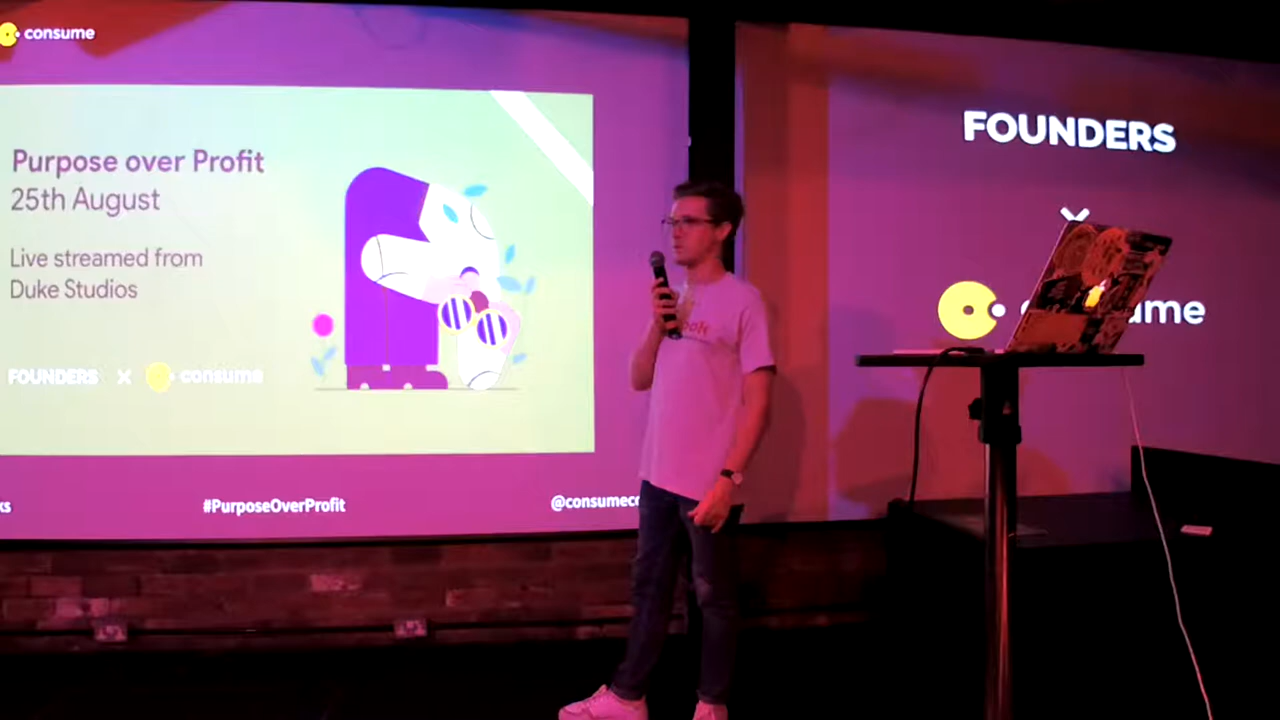 consume
Purpose over Profit
25th August
Live streamed from
Duke Studios
FOUNDERS × consume
#PurposeOverProfit
FOUNDERS
×